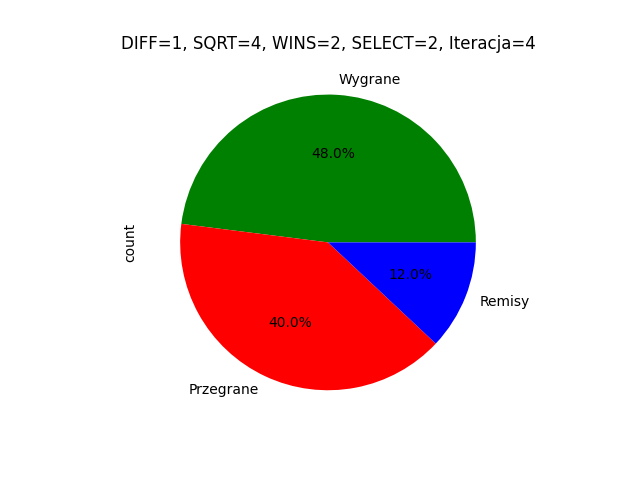 DIFF=1, SQRT=4, WINS=2, SELECT=2, Iteracja=4
Wygrane
48.0%
count
12.0%
Remisy
40.0%
Przegrane